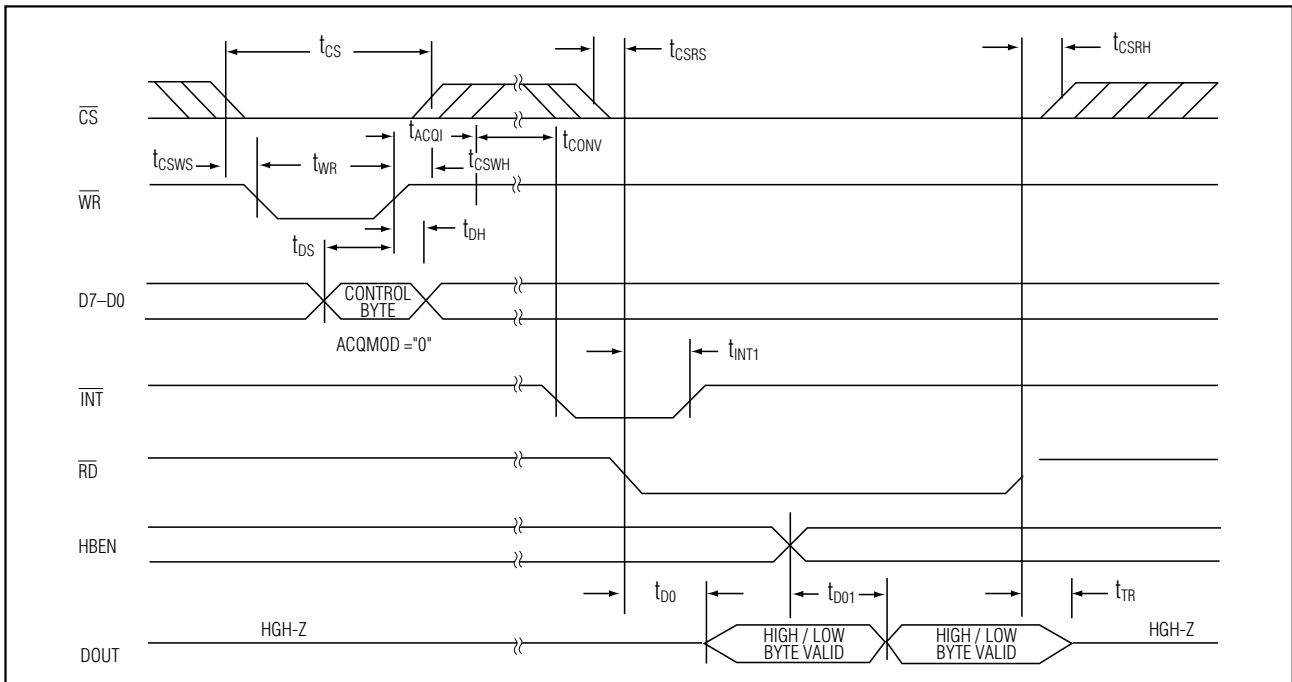 tCS
tCSRS
tCSRH
CS
tACQI
tCONV
tCSWS
tWR
tCSWH
WR
tDS
tDH
D7–D0
CONTROL
BYTE
ACQMOD ="0"
tINT1
INT
RD
HBEN
tD0
tD01
tTR
HGH-Z
HIGH / LOW
BYTE VALID
HIGH / LOW
BYTE VALID
HGH-Z
DOUT